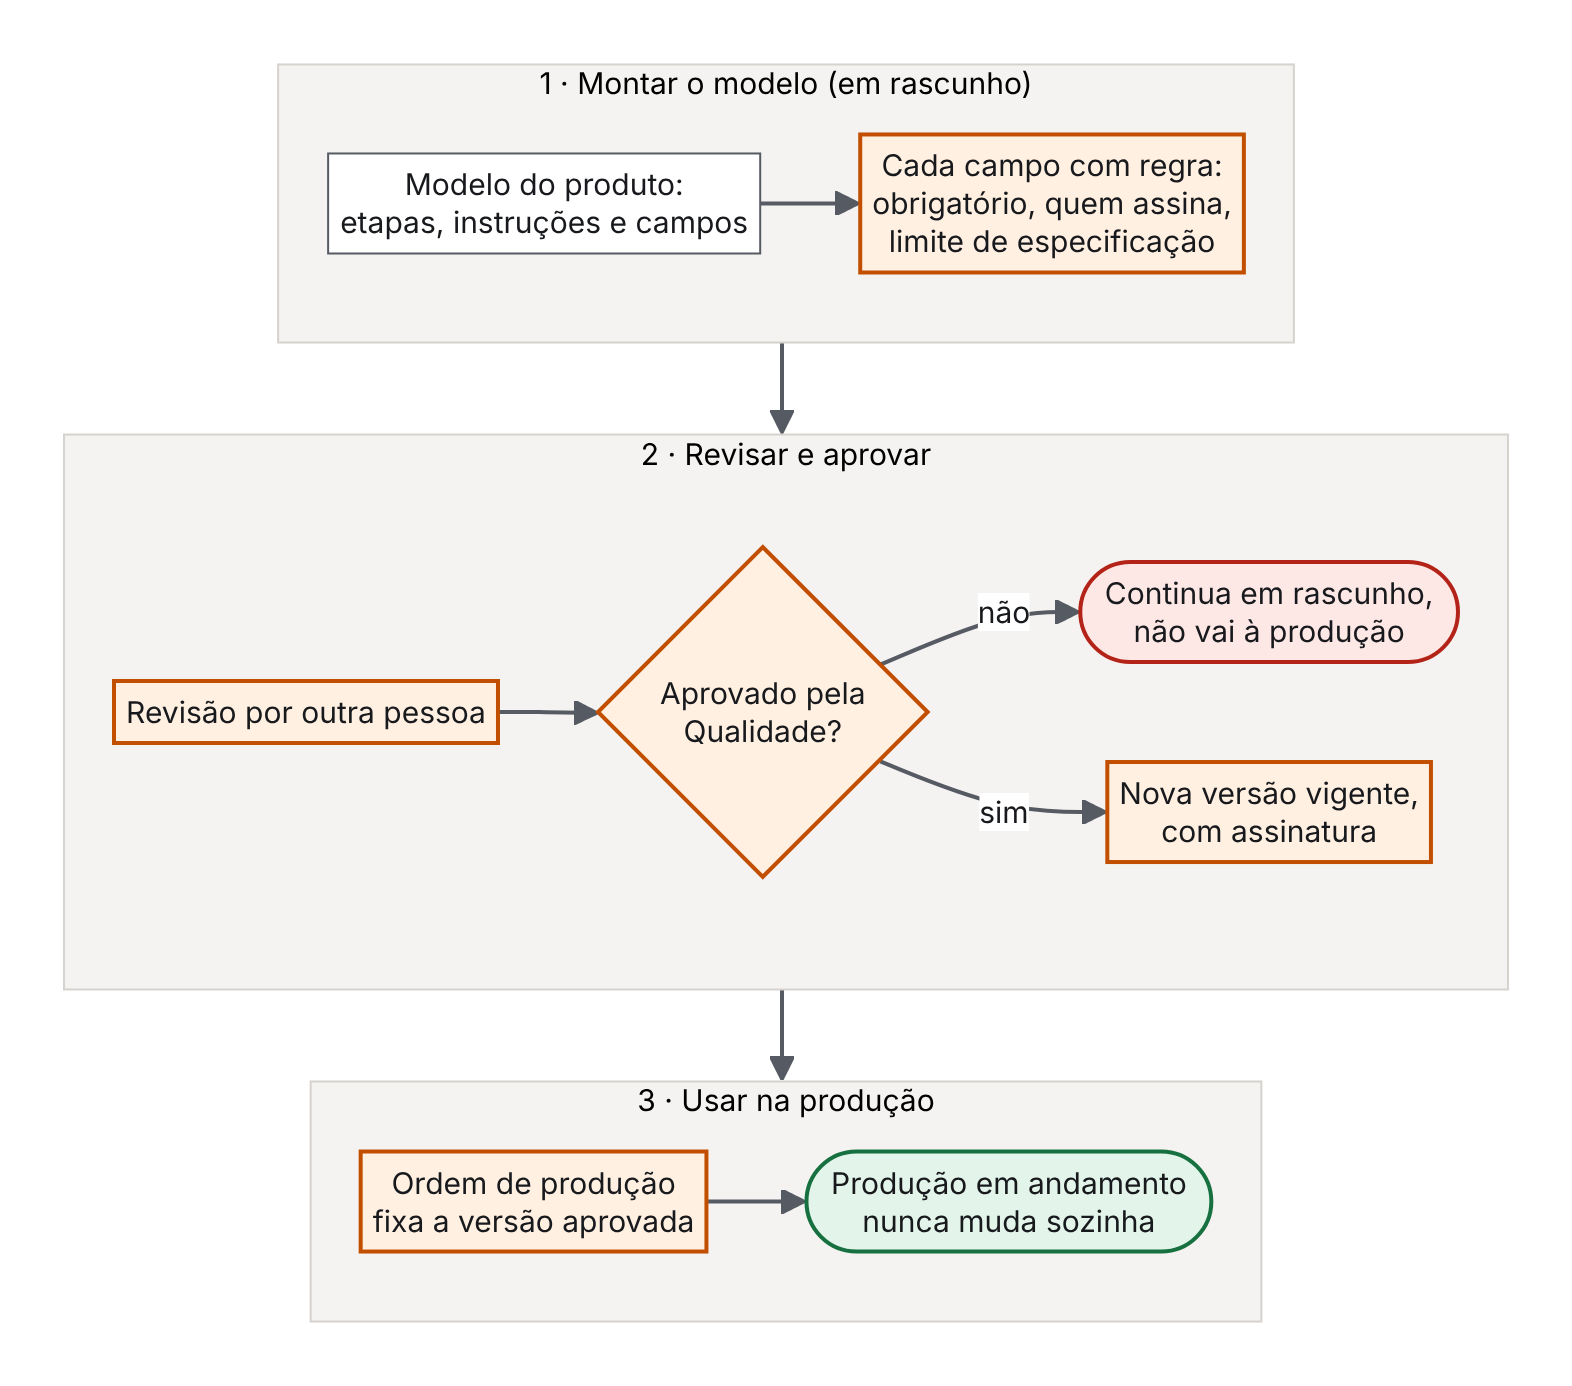 1 · Montar o modelo (em rascunho)
Modelo do produto:
etapas, instruções e campos
Cada campo com regra:
obrigatório, quem assina,
limite de especificação
2 · Revisar e aprovar
Revisão por outra pessoa
Aprovado pela
Qualidade?
não
Continua em rascunho,
não vai à produção
sim
Nova versão vigente,
com assinatura
3 · Usar na produção
Ordem de produção
fixa a versão aprovada
Produção em andamento
nunca muda sozinha